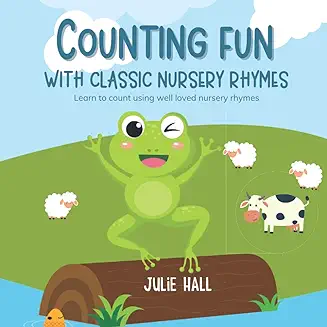 COUNTING FUN
WITH CLASSIC NURSERY RHYMES
Learn to count using well loved nursery rhymes
JULIE HALL